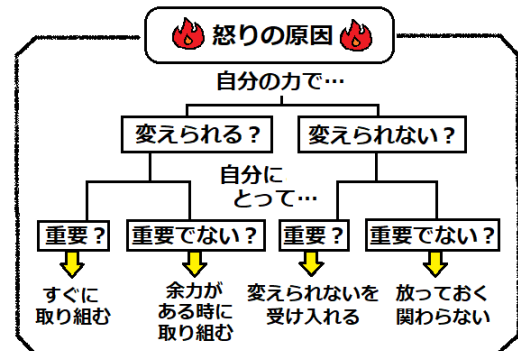 怒りの原因
自分の力で…
変えられる？
変えられない？
自分に
とって…
重要？
重要でない？
重要？
重要でない？
すぐに
取り組む
余力が
ある時に
取り組む
変えられないを
受け入れる
放っておく
関わらない